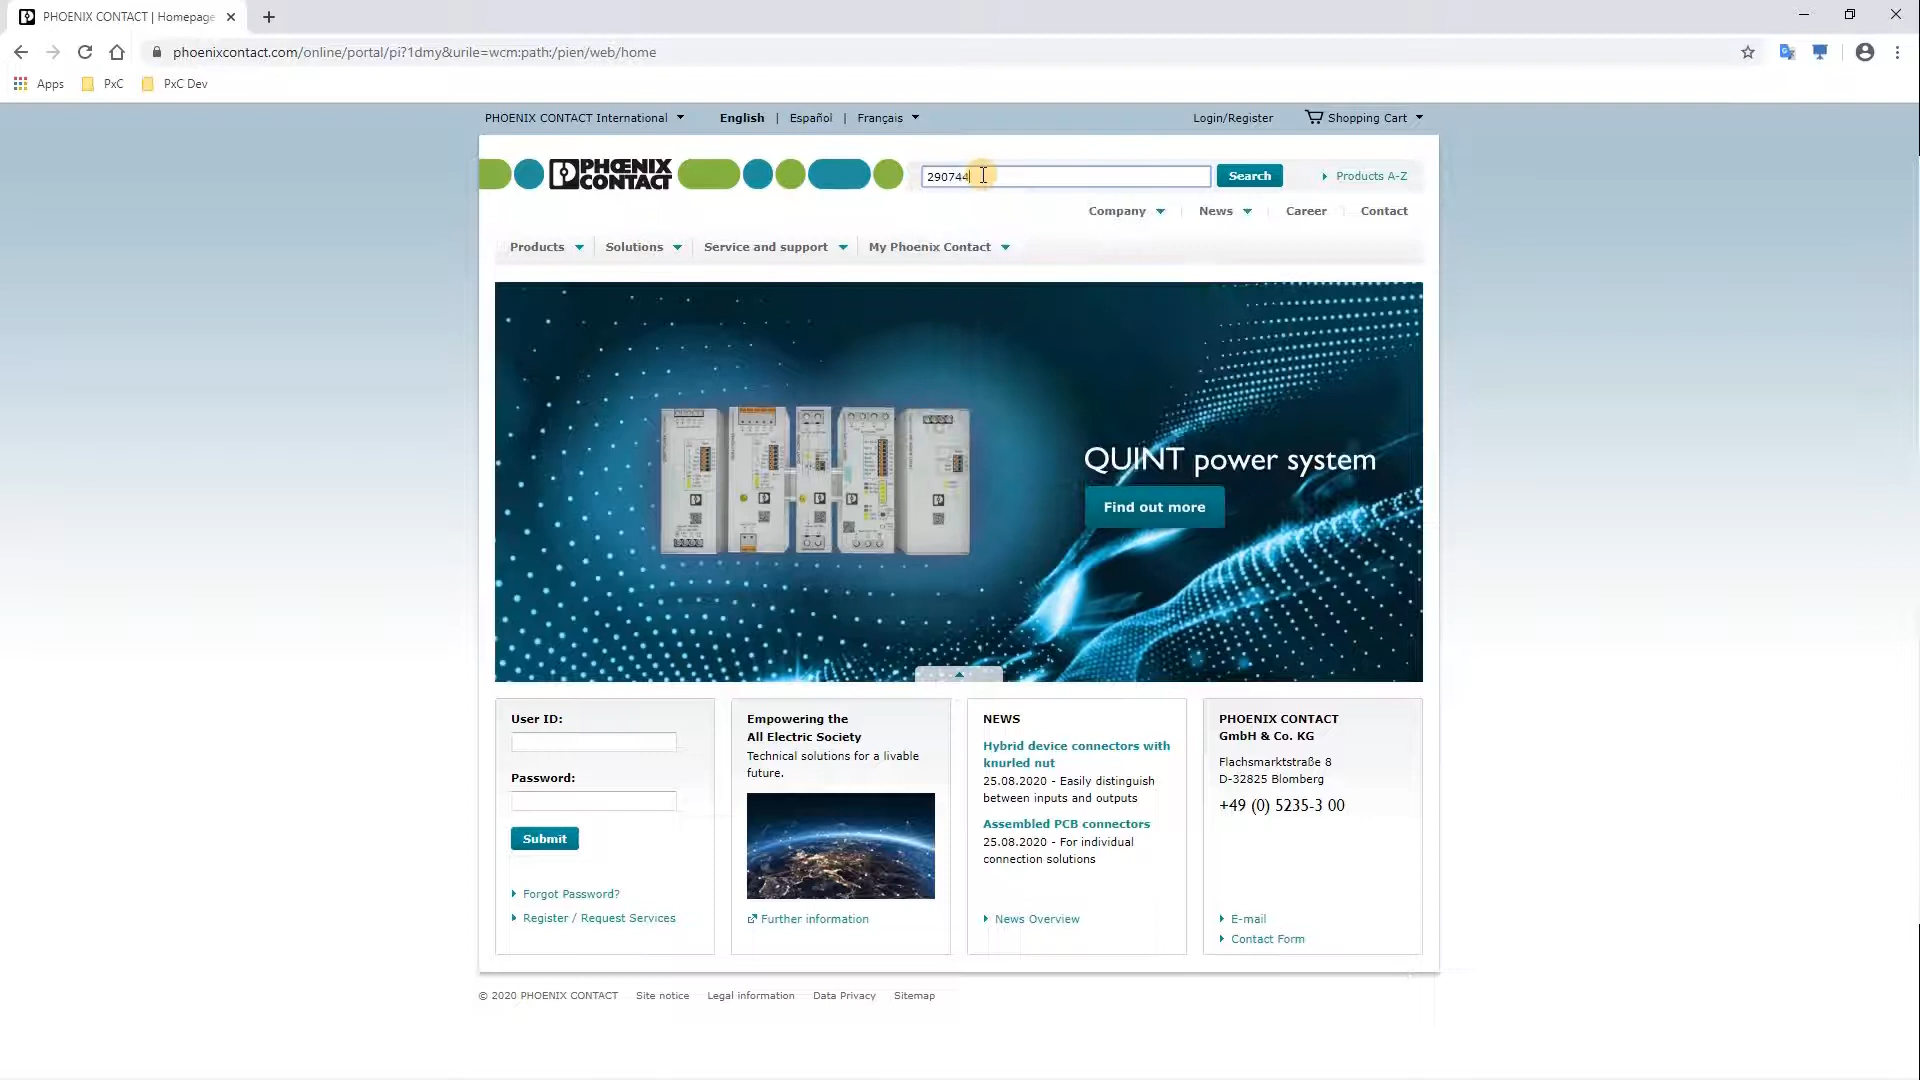 PHOENIX CONTACT | Homepage
phoenixcontact.com/online/portal/pi?1dmy&urile=wcm:path:/pien/web/home
Apps PxC PxC Dev
PHOENIX CONTACT International English | Español | Français Login/Register Shopping Cart
PHŒNIX
CONTACT
290744 Search Products A-Z
Company News Career Contact
Products Solutions Service and support My Phoenix Contact
QUINT power system
Find out more
User ID:
Password:
Submit
Forgot Password?
Register / Request Services
Empowering the
All Electric Society
Technical solutions for a livable
future.
Further information
NEWS
Hybrid device connectors with
knurled nut
25.08.2020 - Easily distinguish
between inputs and outputs
Assembled PCB connectors
25.08.2020 - For individual
connection solutions
News Overview
PHOENIX CONTACT
GmbH & Co. KG
Flachsmarktstraße 8
D-32825 Blomberg
+49 (0) 5235-3 00
E-mail
Contact Form
© 2020 PHOENIX CONTACT Site notice Legal information Data Privacy Sitemap